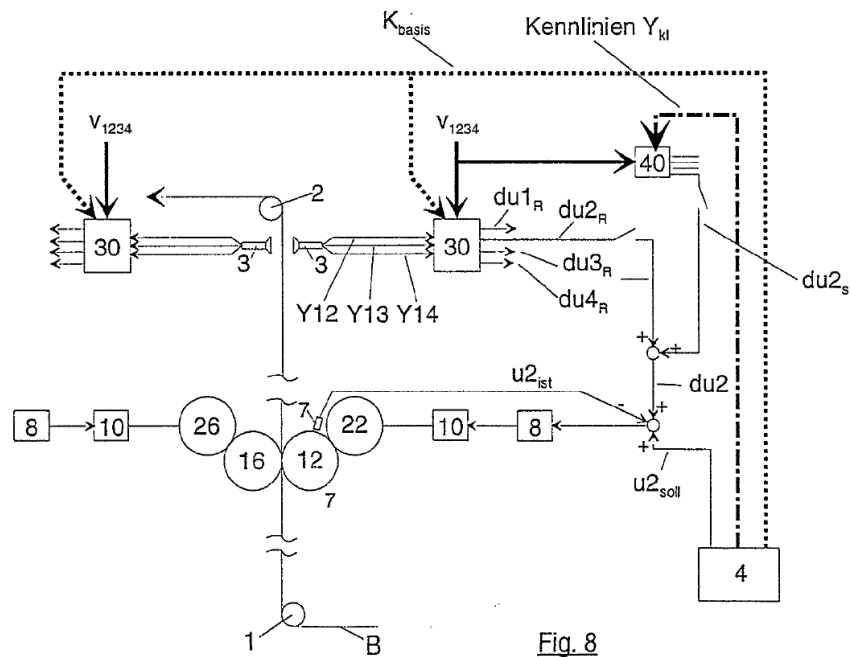 K_basis
Kennlinien Y_kl
v_1234
v_1234
40
2
du1_R
du2_R
30
3
3
30
du3_R
du4_R
du2_s
Y12 Y13 Y14
+
+
u2_ist
du2
7
-
+
8
10
26
22
10
8
16
12
+
7
u2_soll
4
1
B
Fig. 8